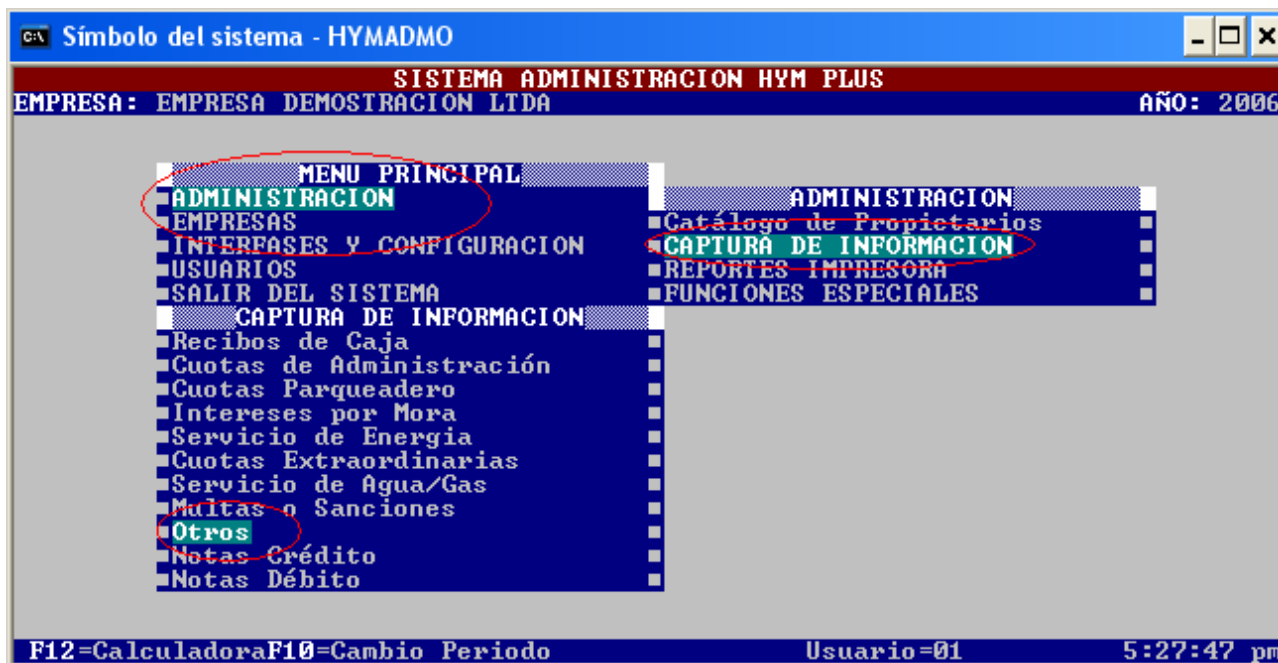 Símbolo del sistema - HYMADMO
SISTEMA ADMINISTRACION HYM PLUS
EMPRESA: EMPRESA DEMOSTRACION LTDA AÑO: 2006
MENU PRINCIPAL
ADMINISTRACION
EMPRESAS
INTERFASES Y CONFIGURACION
USUARIOS
SALIR DEL SISTEMA
ADMINISTRACION
Catálogo de Propietarios
CAPTURA DE INFORMACION
REPORTES IMPRESORA
FUNCIONES ESPECIALES
CAPTURA DE INFORMACION
Recibos de Caja
Cuotas de Administración
Cuotas Parqueadero
Intereses por Mora
Servicio de Energia
Cuotas Extraordinarias
Servicio de Agua/Gas
Multas o Sanciones
Otros
Notas Crédito
Notas Débito
F12=CalculadoraF10=Cambio Periodo Usuario=01 5:27:47 pm